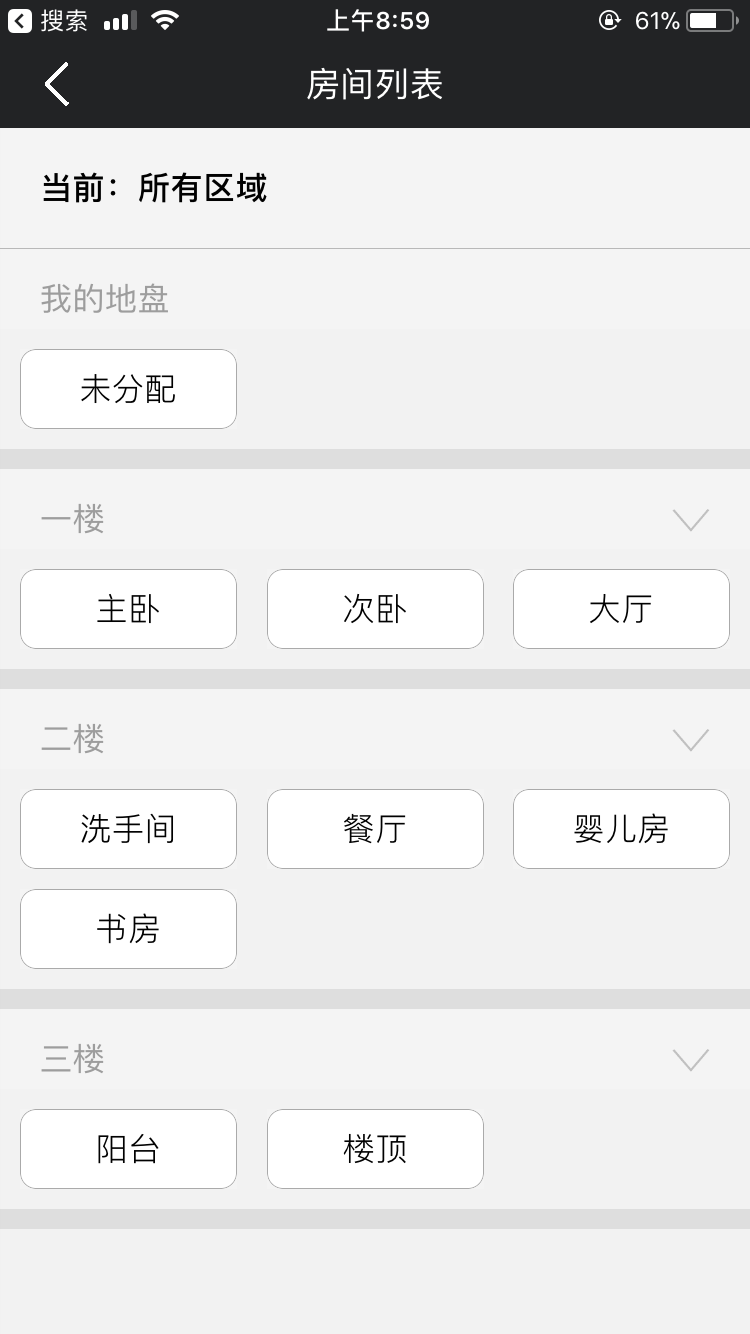 搜索 上午8:59 61%
房间列表
当前：所有区域
我的地盘
未分配
一楼
主卧 次卧 大厅
二楼
洗手间 餐厅 婴儿房
书房
三楼
阳台 楼顶